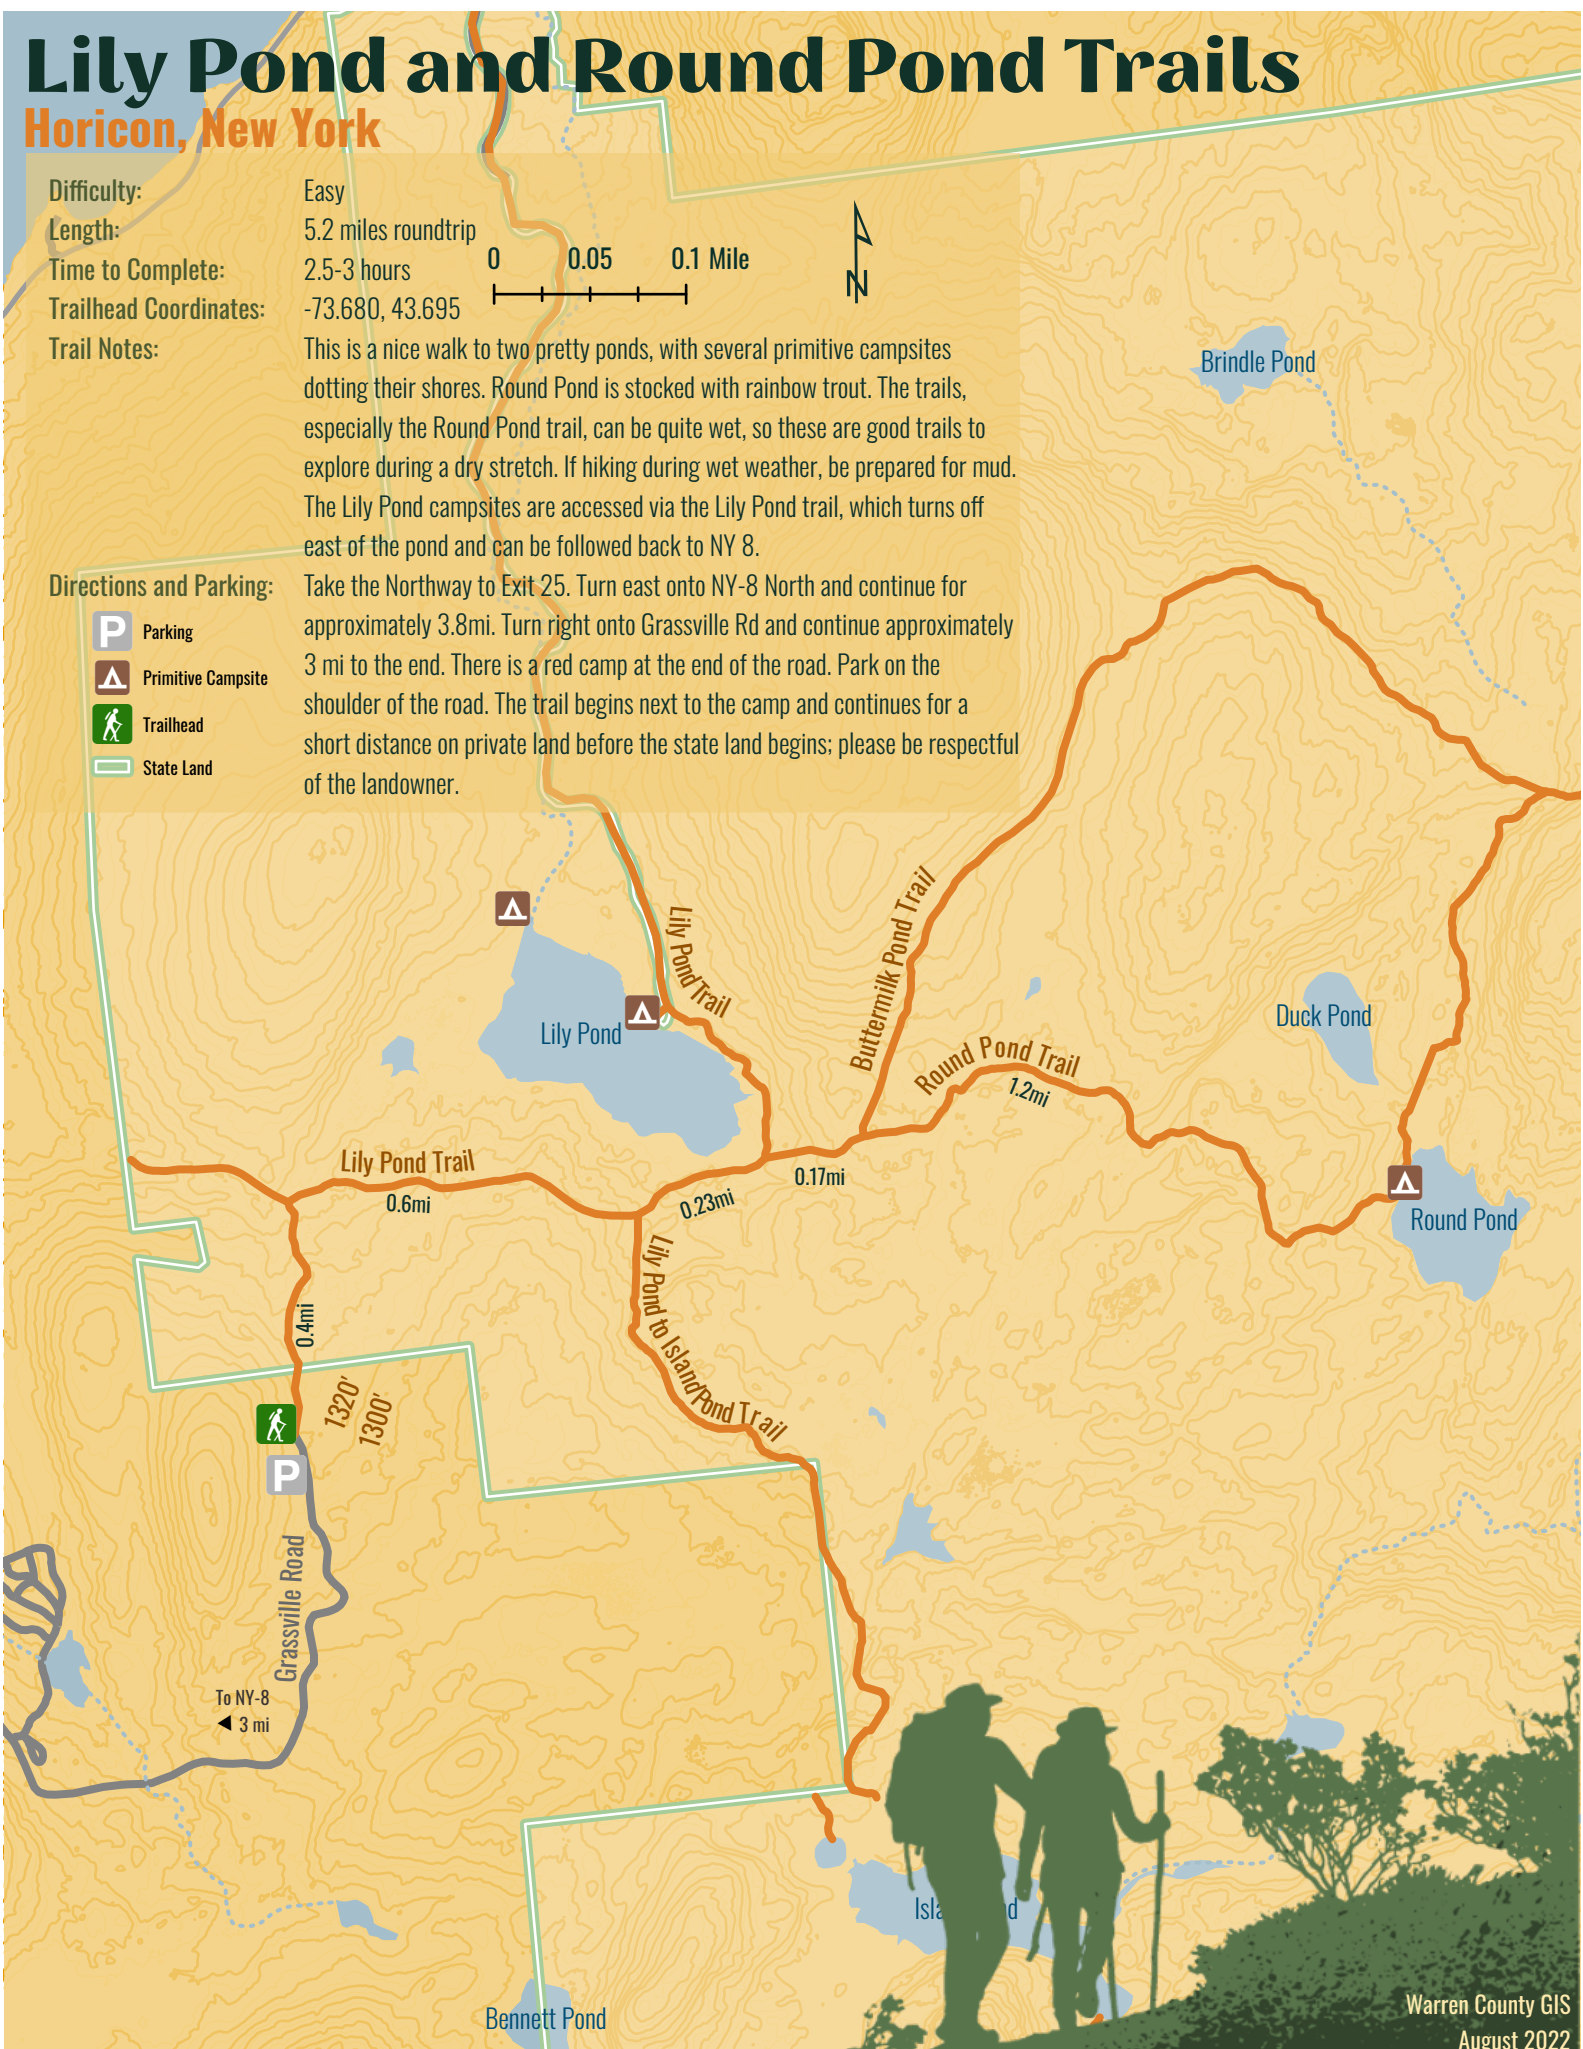 Lily Pond and Round Pond Trails
Horicon, New York
Difficulty: Easy
Length: 5.2 miles roundtrip
Time to Complete: 2.5-3 hours
Trailhead Coordinates: -73.680, 43.695
0 0.05 0.1 Mile
N
Trail Notes: This is a nice walk to two pretty ponds, with several primitive campsites
dotting their shores. Round Pond is stocked with rainbow trout. The trails,
especially the Round Pond trail, can be quite wet, so these are good trails to
explore during a dry stretch. If hiking during wet weather, be prepared for mud.
The Lily Pond campsites are accessed via the Lily Pond trail, which turns off
east of the pond and can be followed back to NY 8.
Directions and Parking: Take the Northway to Exit 25. Turn east onto NY-8 North and continue for
approximately 3.8mi. Turn right onto Grassville Rd and continue approximately
3 mi to the end. There is a red camp at the end of the road. Park on the
shoulder of the road. The trail begins next to the camp and continues for a
short distance on private land before the state land begins; please be respectful
of the landowner.
P Parking
Primitive Campsite
Trailhead
State Land
Brindle Pond
Buttermilk Pond Trail
Lily Pond Trail
Lily Pond
Duck Pond
Round Pond Trail
1.2mi
Lily Pond Trail
0.6mi
0.23mi
0.17mi
Round Pond
Lily Pond to Island Pond Trail
0.4mi
1320'
1300'
P
Grassville Road
To NY-8
3 mi
Bennett Pond
Warren County GIS
August 2022